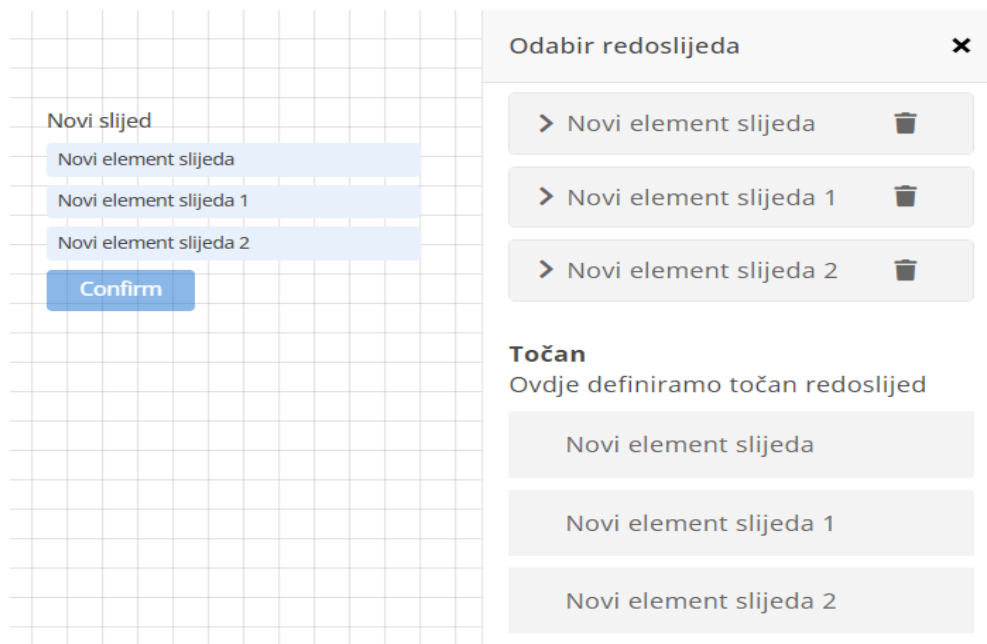 Novi slijed
Novi element slijeda
Novi element slijeda 1
Novi element slijeda 2
Confirm
Odabir redoslijeda
Novi element slijeda
Novi element slijeda 1
Novi element slijeda 2
Točan
Ovdje definiramo točan redoslijed
Novi element slijeda
Novi element slijeda 1
Novi element slijeda 2